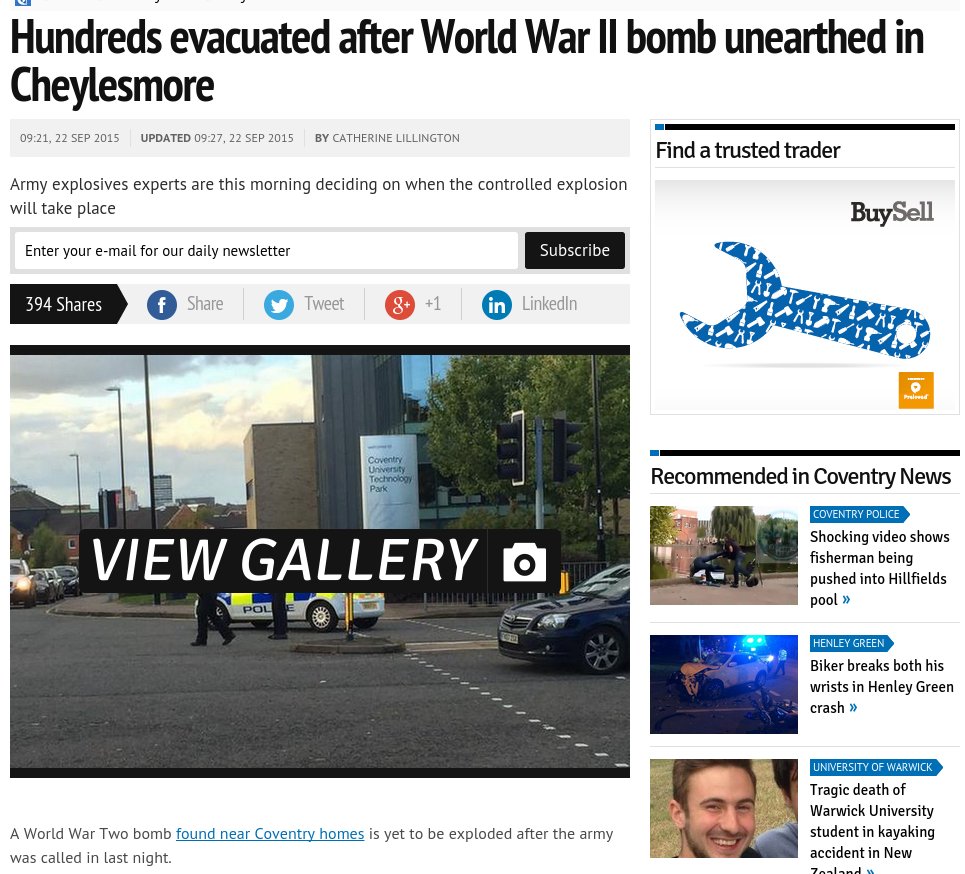 Hundreds evacuated after World War II bomb unearthed in
Cheylesmore
09:21, 22 SEP 2015 UPDATED 09:27, 22 SEP 2015 BY CATHERINE LILLINGTON
Army explosives experts are this morning deciding on when the controlled explosion
will take place
Enter your e-mail for our daily newsletter
Subscribe
394 Shares
Share
Tweet
+1
LinkedIn
welcome to
Coventry
University
Technology
Park
VIEW GALLERY
POLICE
A World War Two bomb found near Coventry homes is yet to be exploded after the army
was called in last night.
Find a trusted trader
BuySell
Preloved
Recommended in Coventry News
COVENTRY POLICE
Shocking video shows
fisherman being
pushed into Hillfields
pool »
HENLEY GREEN
Biker breaks both his
wrists in Henley Green
crash »
UNIVERSITY OF WARWICK
Tragic death of
Warwick University
student in kayaking
accident in New
Zealand »